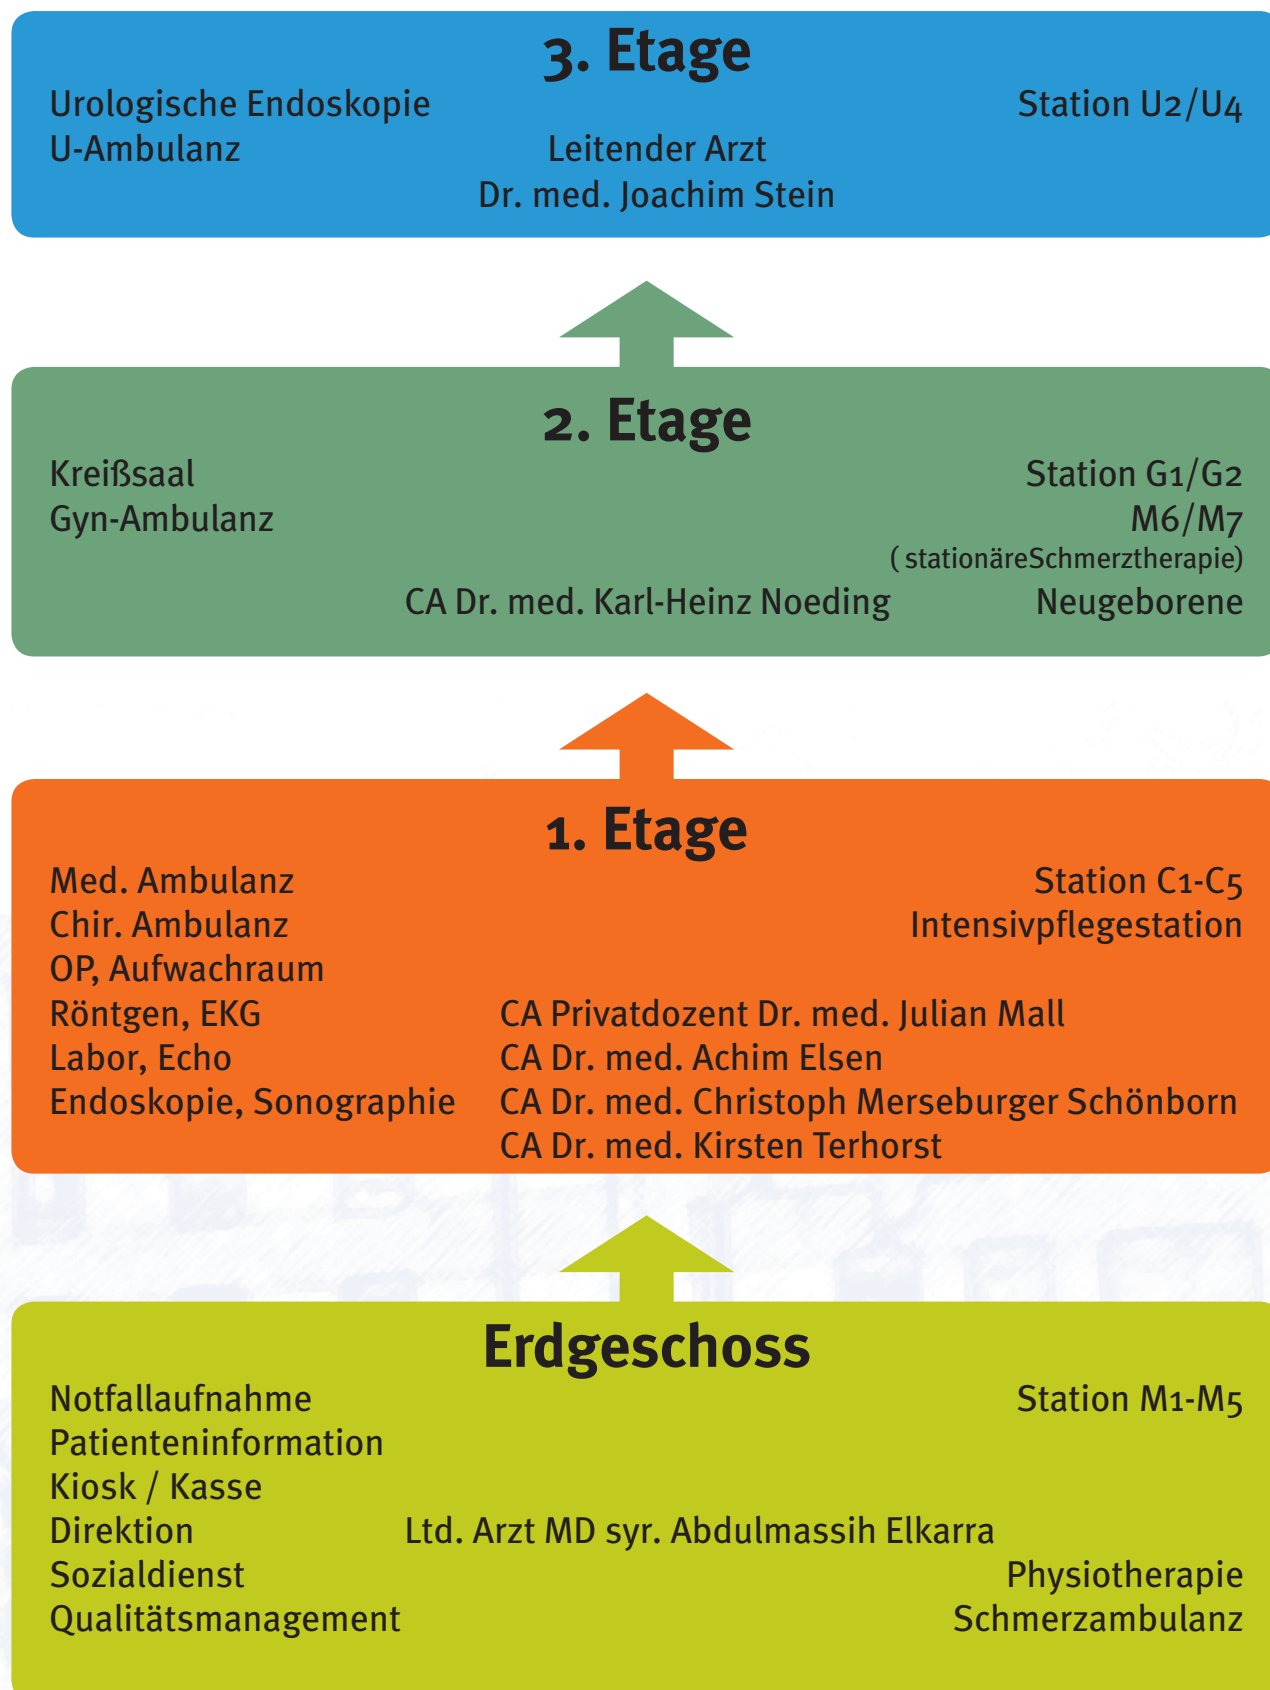 3. Etage
Urologische Endoskopie Station U2/U4
U-Ambulanz Leitender Arzt
Dr. med. Joachim Stein
2. Etage
Kreißsaal Station G1/G2
Gyn-Ambulanz M6/M7
( stationäreSchmerztherapie)
CA Dr. med. Karl-Heinz Noeding Neugeborene
1. Etage
Med. Ambulanz Station C1-C5
Chir. Ambulanz Intensivpflegestation
OP, Aufwachraum
Röntgen, EKG CA Privatdozent Dr. med. Julian Mall
Labor, Echo CA Dr. med. Achim Elsen
Endoskopie, Sonographie CA Dr. med. Christoph Merseburger Schönborn
CA Dr. med. Kirsten Terhorst
Erdgeschoss
Notfallaufnahme Station M1-M5
Patienteninformation
Kiosk / Kasse
Direktion Ltd. Arzt MD syr. Abdulmassih Elkarra
Sozialdienst Physiotherapie
Qualitätsmanagement Schmerzambulanz